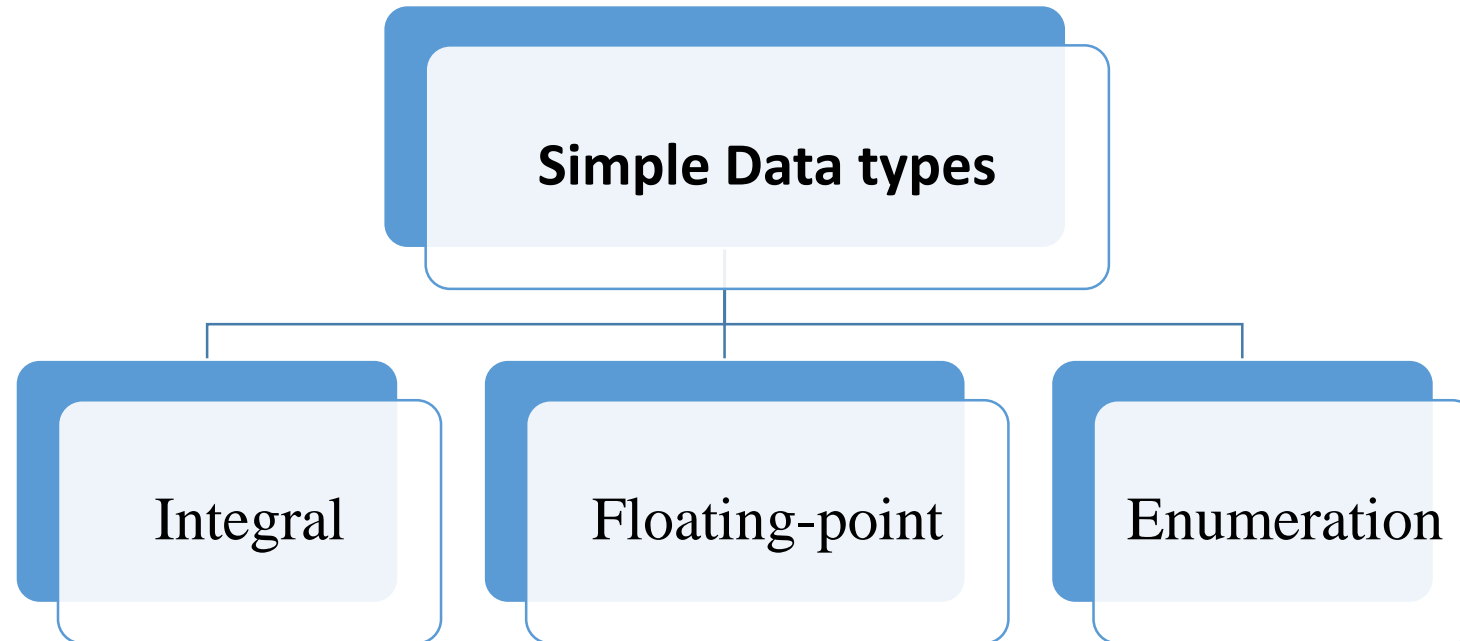 Simple Data types
Integral
Floating-point
Enumeration